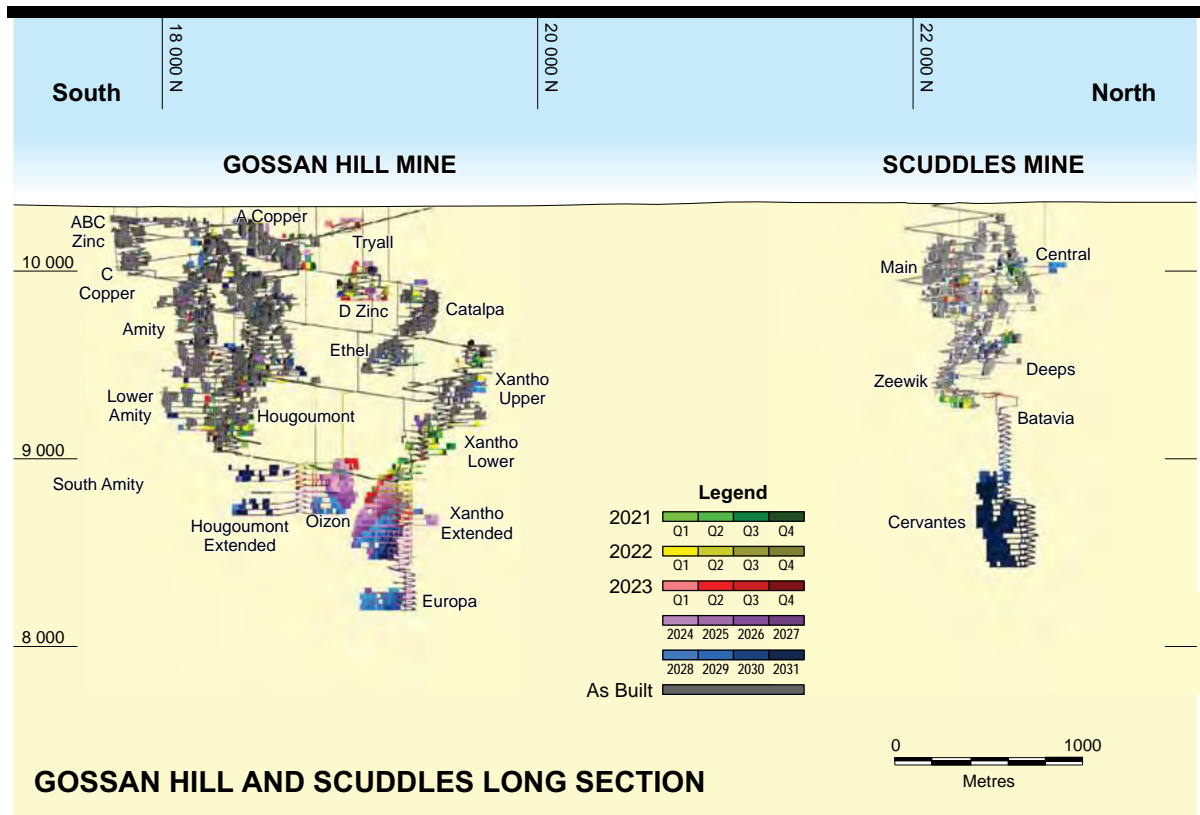 18 000 N
20 000 N
22 000 N
South
North
GOSSAN HILL MINE
SCUDDLES MINE
ABC
Zinc
A Copper
Tryall
C
Copper
D Zinc
Catalpa
Amity
Ethel
Xantho
Upper
Lower
Amity
Hougoumont
Xantho
Lower
South Amity
Hougoumont
Extended
Oizon
Xantho
Extended
Europa
Main
Central
Zeewik
Deeps
Batavia
Cervantes
10 000
9 000
8 000
Legend
2021
Q1 Q2 Q3 Q4
2022
Q1 Q2 Q3 Q4
2023
Q1 Q2 Q3 Q4
2024 2025 2026 2027
2028 2029 2030 2031
As Built
0 1000
Metres
GOSSAN HILL AND SCUDDLES LONG SECTION